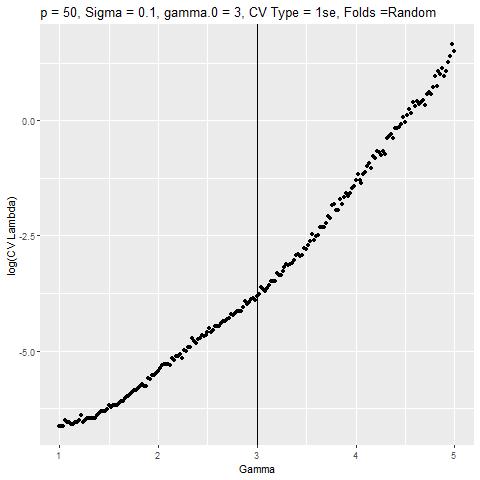 p = 50, Sigma = 0.1, gamma.0 = 3, CV Type = 1se, Folds =Random
0.0
-2.5
-5.0
log(CV Lambda)
1 2 3 4 5
Gamma